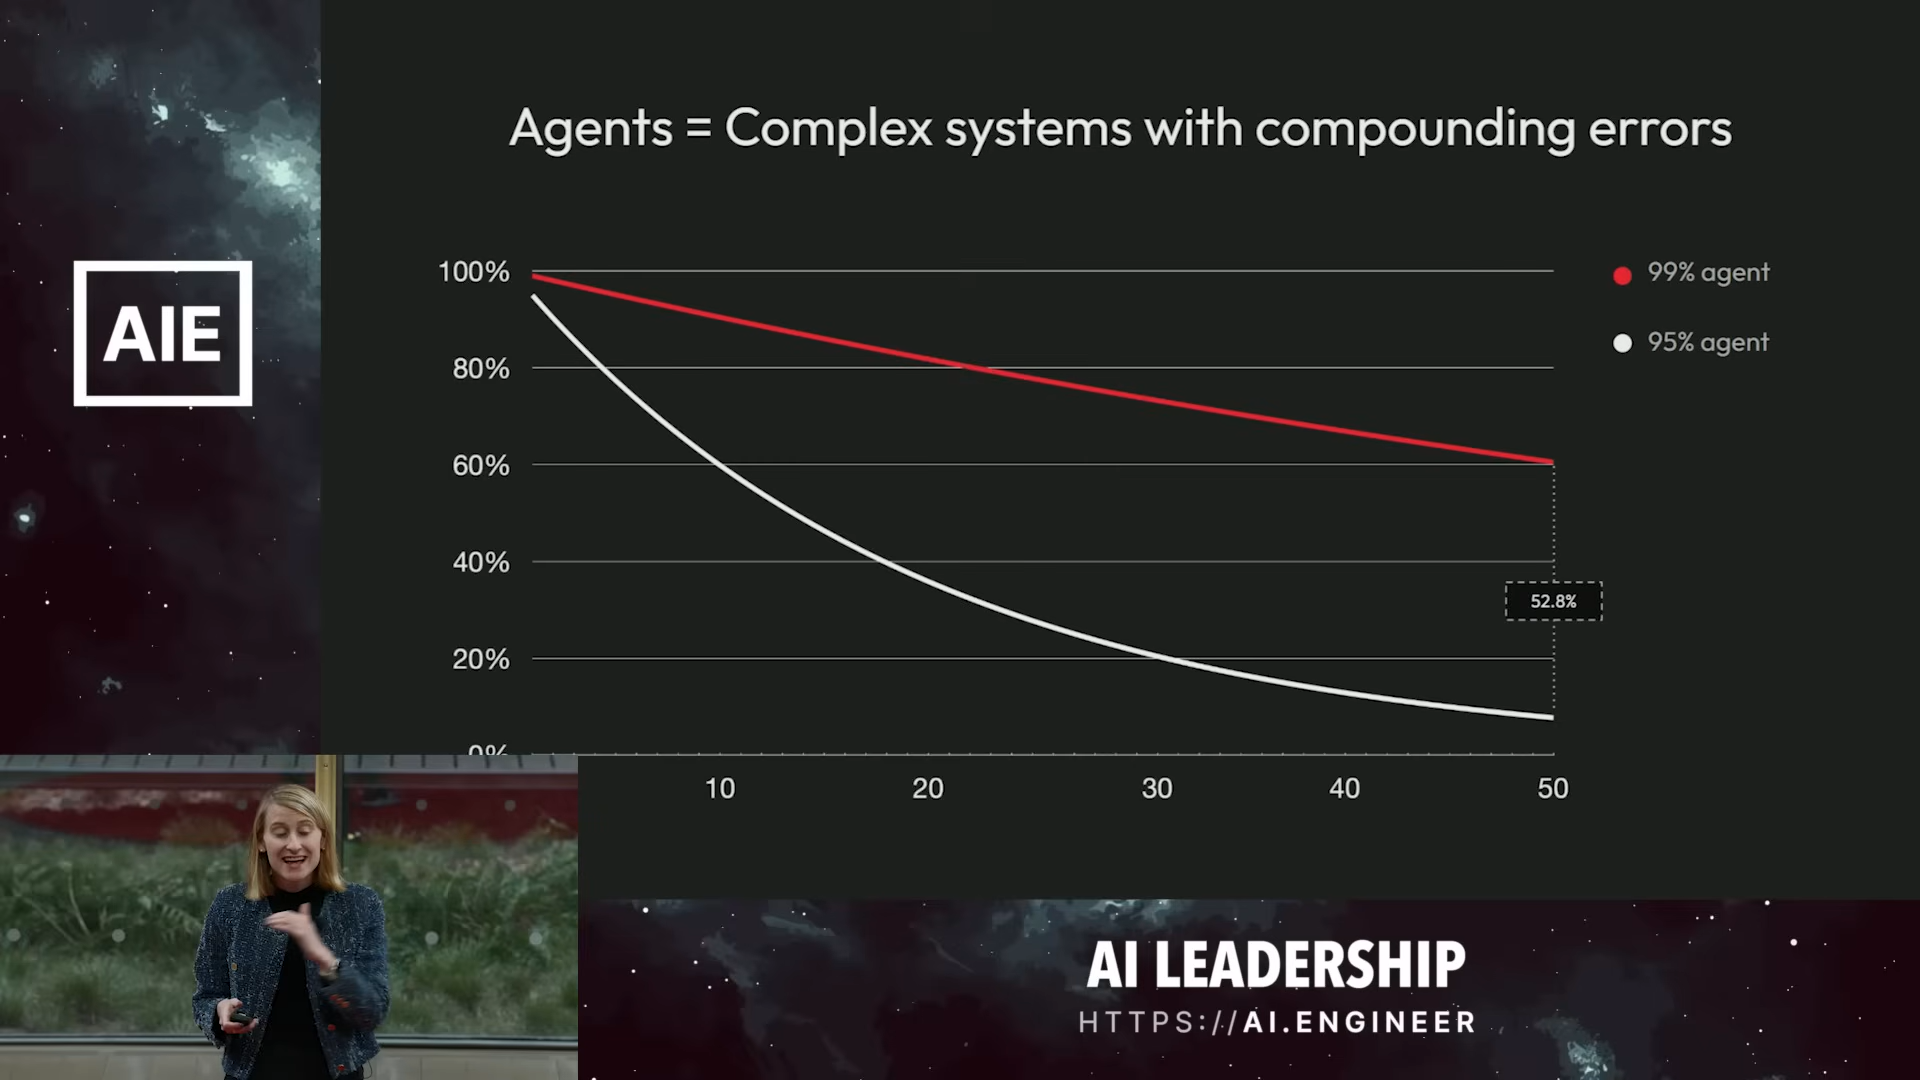 Agents = Complex systems with compounding errors
AIE
100%
80%
60%
40%
20%
0%
99% agent
95% agent
52.8%
10 20 30 40 50
AI LEADERSHIP
HTTPS://AI.ENGINEER